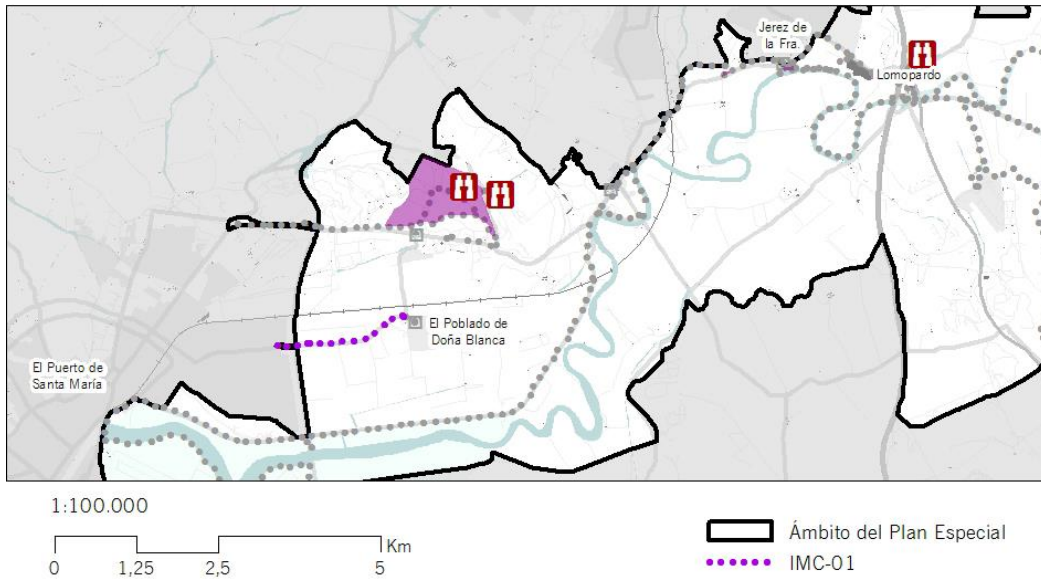 Jerez de
la Fra.
Lomopardo
El Poblado de
Doña Blanca
El Puerto de
Santa María
1:100.000
Km
0 1,25 2,5 5
Ámbito del Plan Especial
IMC-01